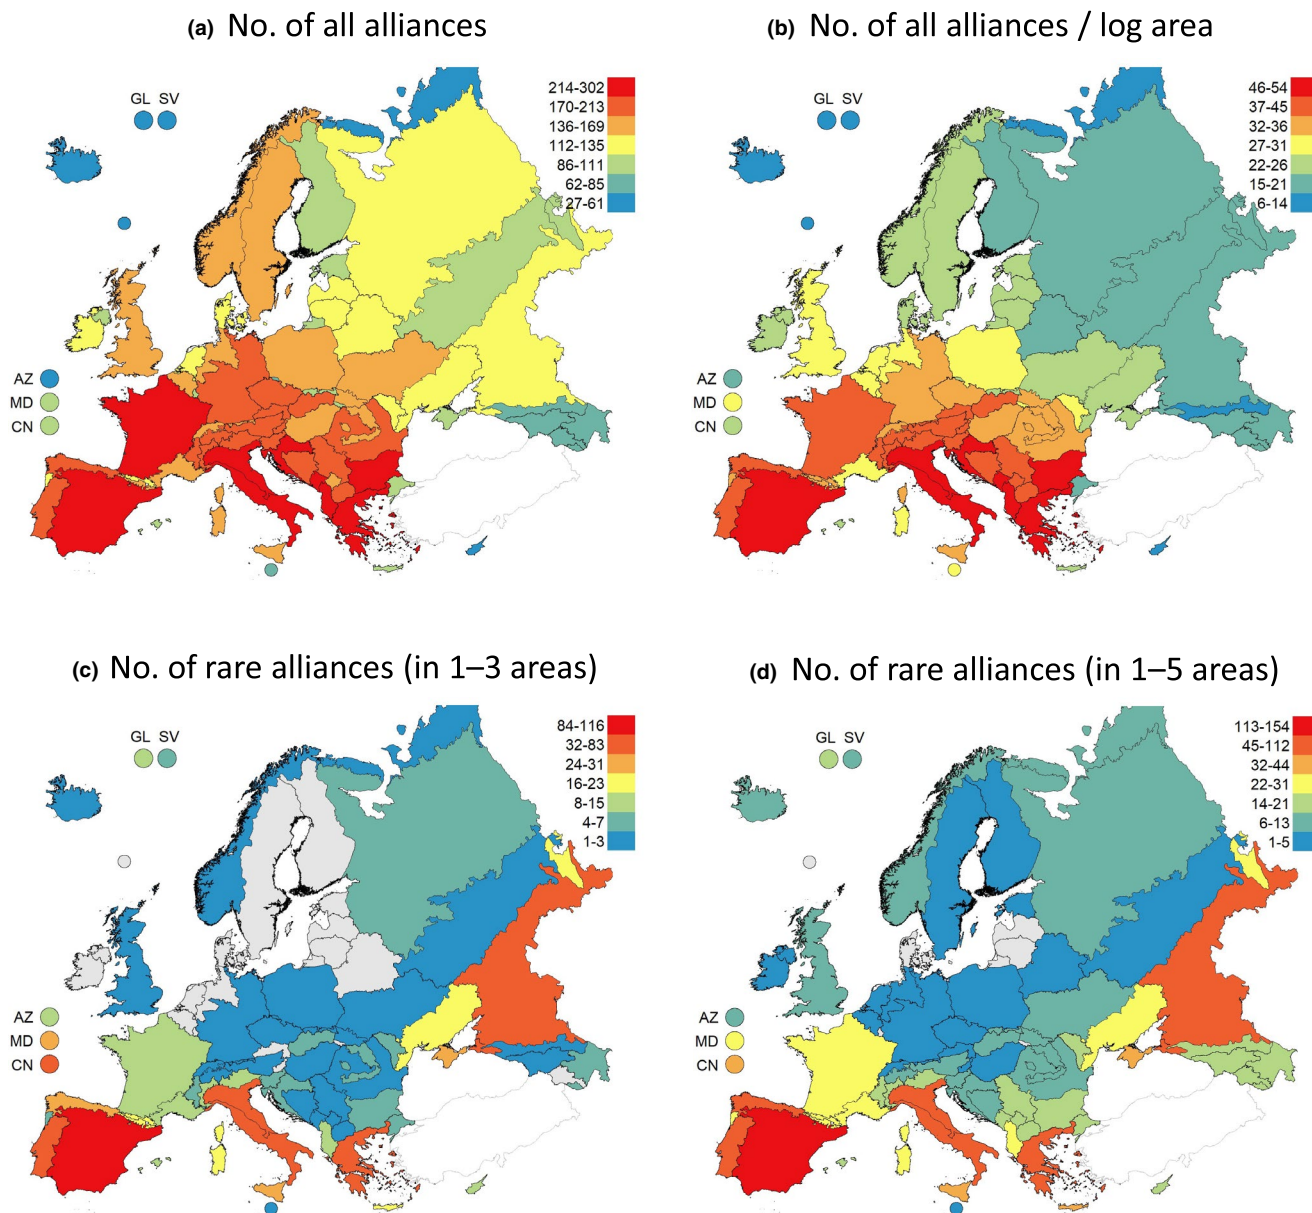 (a) No. of all alliances
GL SV
214-302
170-213
136-169
112-135
86-111
62-85
27-61
AZ
MD
CN
(b) No. of all alliances / log area
GL SV
46-54
37-45
32-36
27-31
22-26
15-21
6-14
AZ
MD
CN
(c) No. of rare alliances (in 1–3 areas)
GL SV
84-116
32-83
24-31
16-23
8-15
4-7
1-3
AZ
MD
CN
(d) No. of rare alliances (in 1–5 areas)
GL SV
113-154
45-112
32-44
22-31
14-21
6-13
1-5
AZ
MD
CN